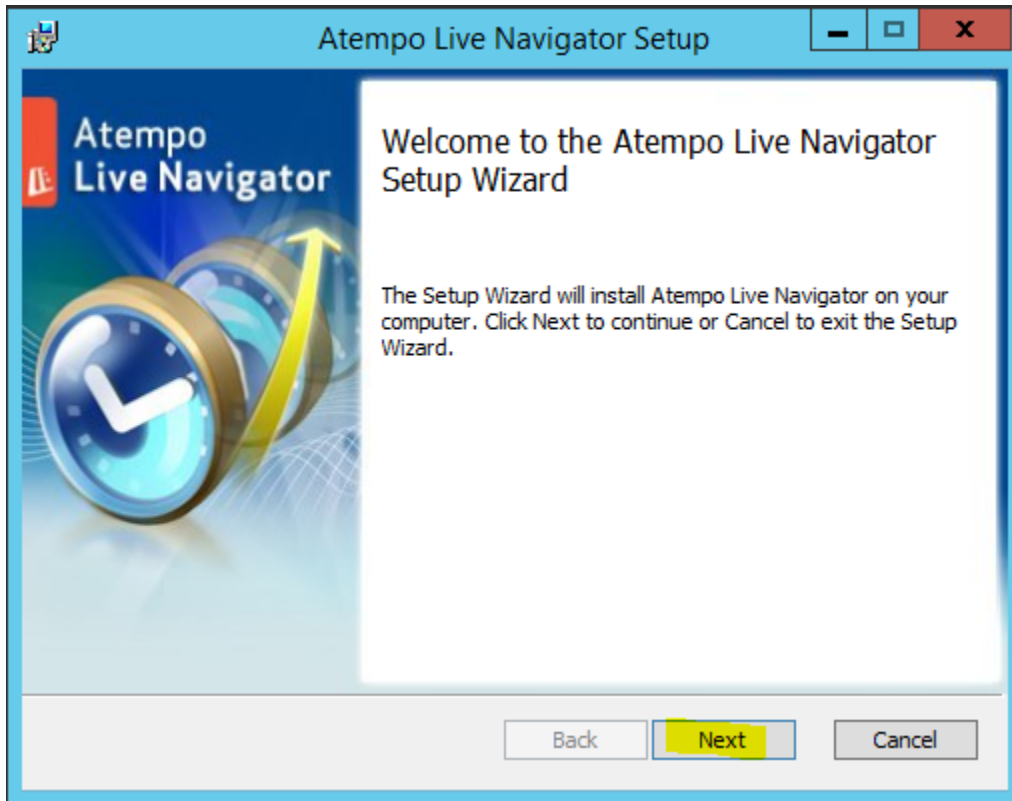 Atempo Live Navigator Setup
Atempo
Live Navigator
Welcome to the Atempo Live Navigator
Setup Wizard
The Setup Wizard will install Atempo Live Navigator on your
computer. Click Next to continue or Cancel to exit the Setup
Wizard.
Back
Next
Cancel